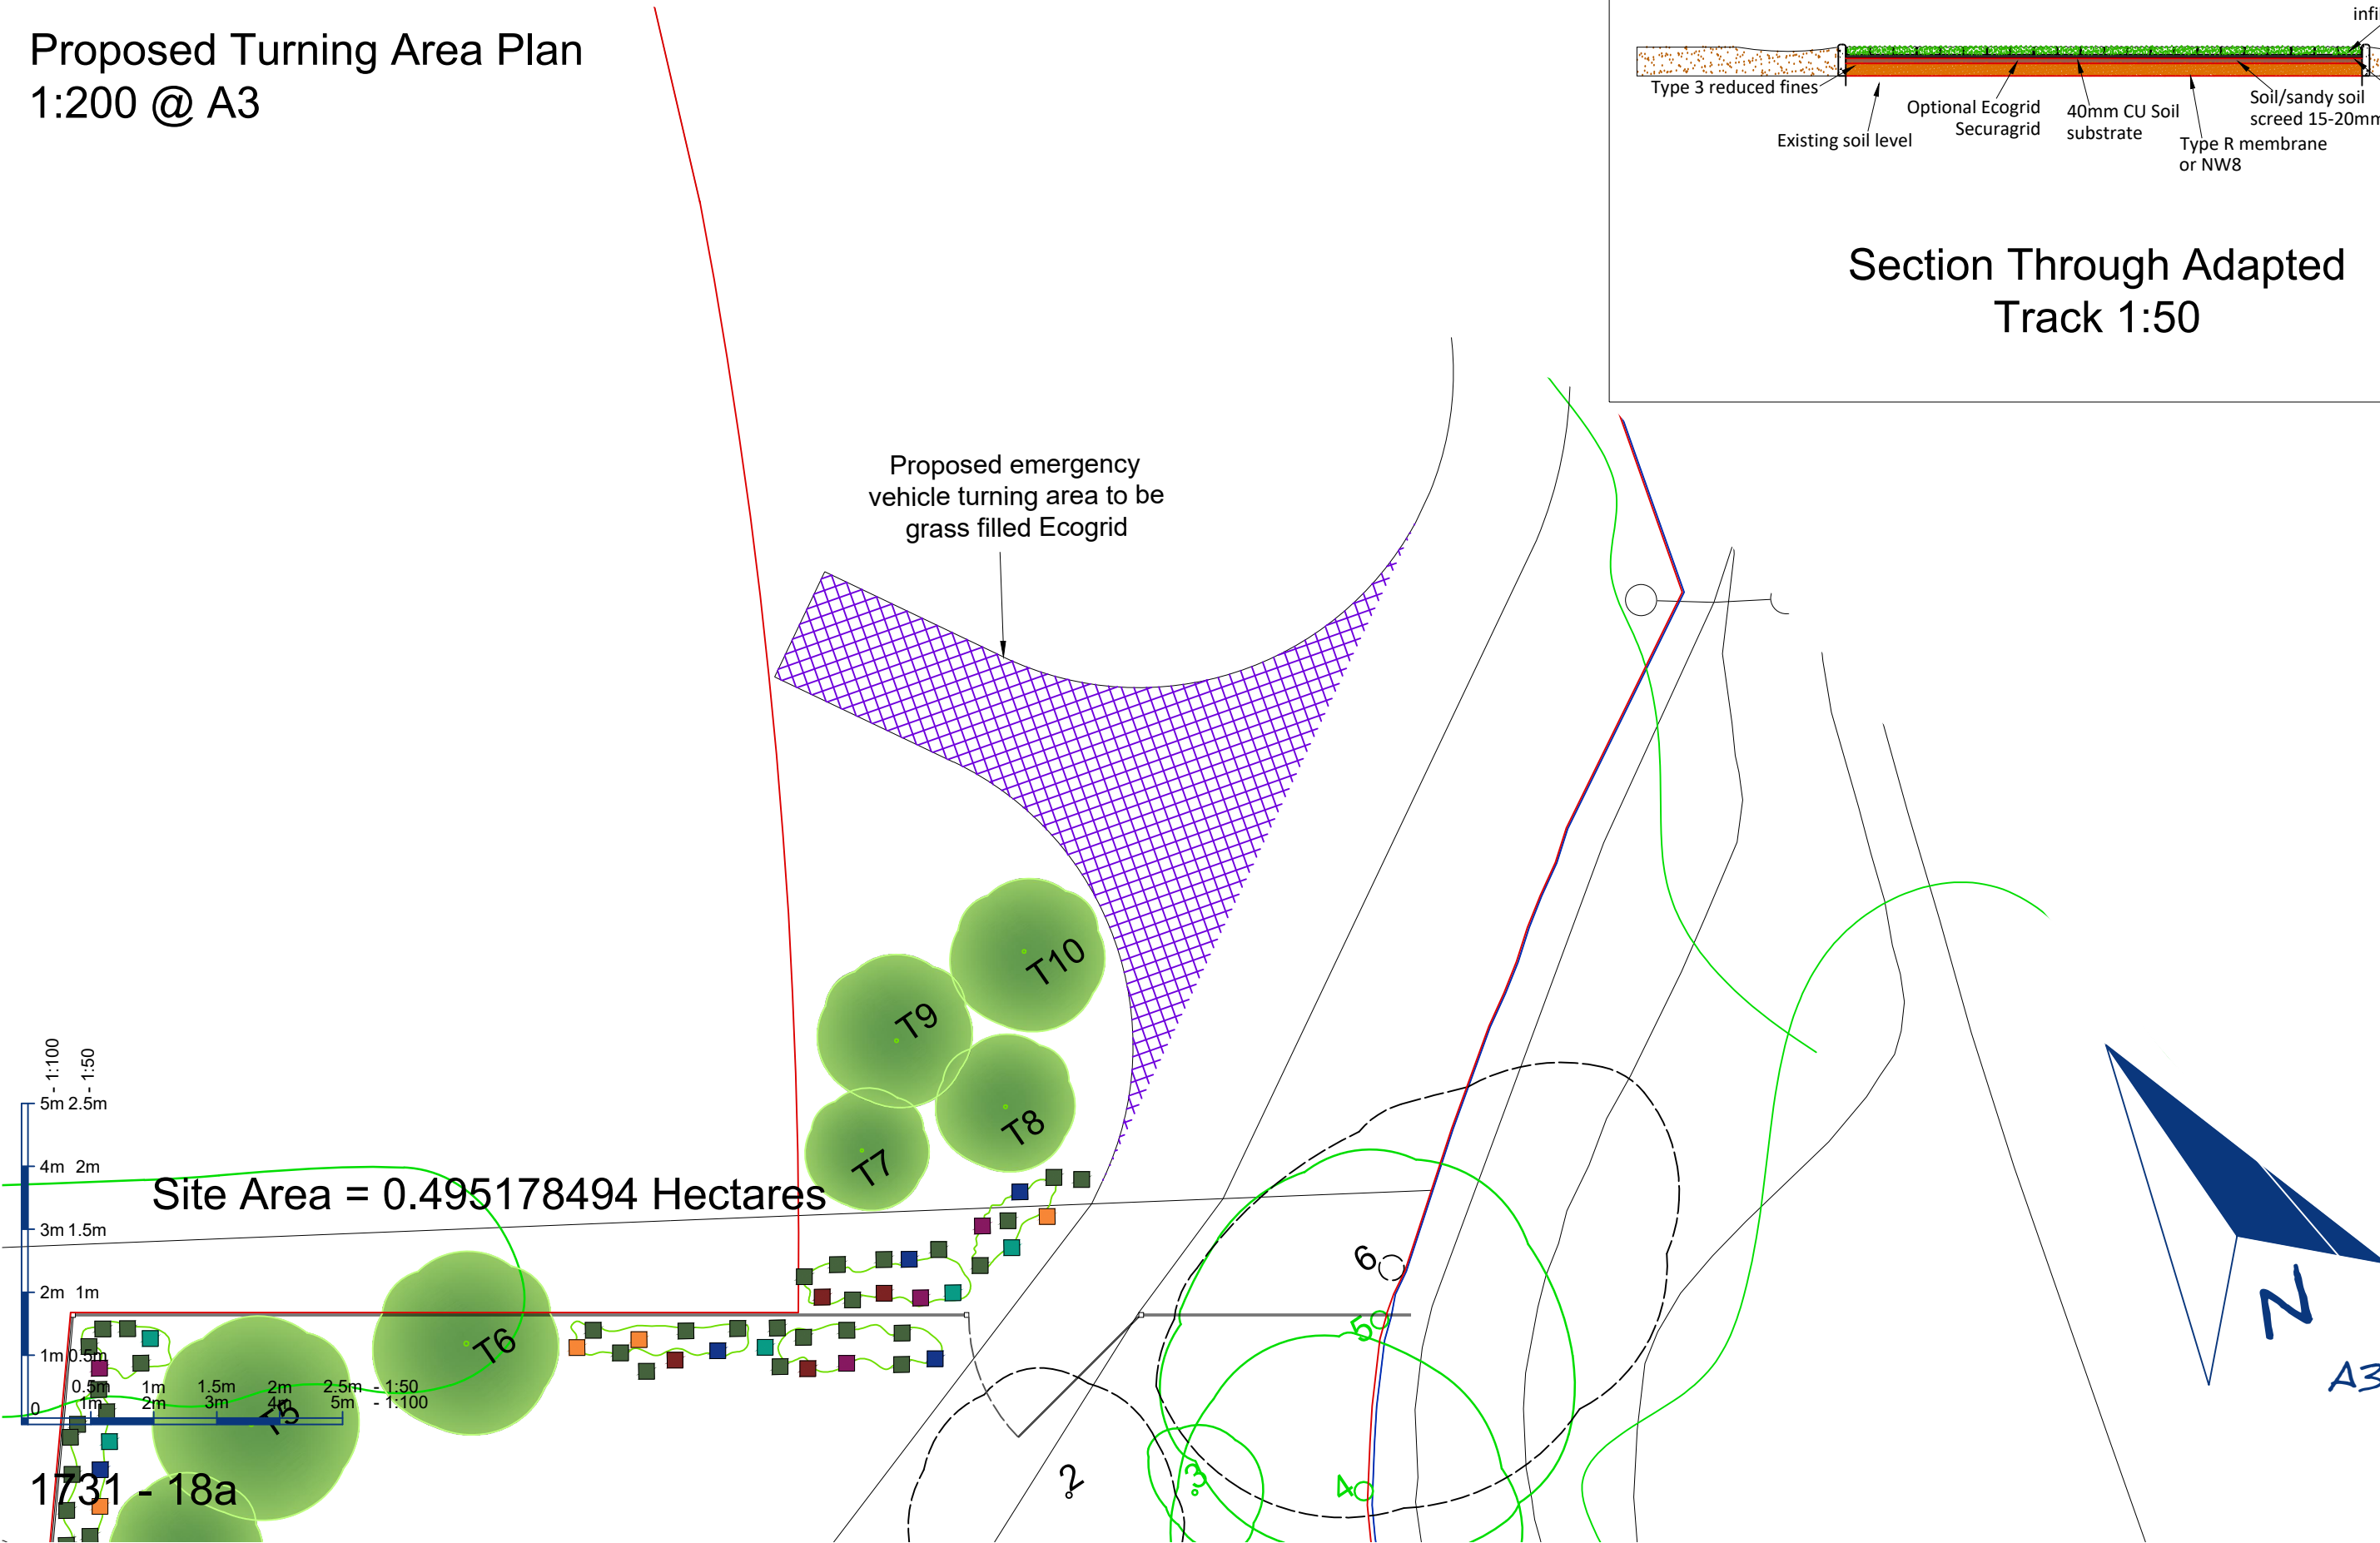 Proposed Turning Area Plan
1:200 @ A3
infi
Type 3 reduced fines
Existing soil level
Optional Ecogrid
Securagrid
40mm CU Soil
substrate
Type R membrane
or NW8
Soil/sandy soil
screed 15-20mm
Section Through Adapted
Track 1:50
Proposed emergency
vehicle turning area to be
grass filled Ecogrid
T10
T9
T8
T7
- 1:100
- 1:50
5m 2.5m
4m 2m
Site Area = 0.495178494 Hectares
3m 1.5m
2m 1m
1m 0.5m
T6
T5
0.5m 1m 1.5m 2m 2.5m - 1:50
0 1m 2m 3m 4m 5m - 1:100
6
5
4
3
2
N
A3
1731 - 18a